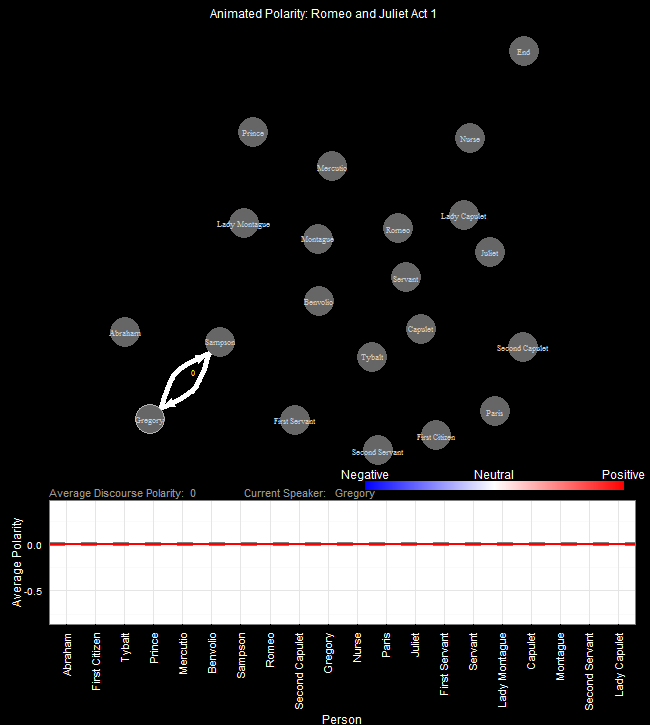 Animated Polarity: Romeo and Juliet Act 1
End
Prince
Nurse
Mercutio
Lady Montague
Lady Capulet
Romeo
Montague
Juliet
Servant
Benvolio
Abraham
Capulet
Sampson
Second Capulet
Tybalt
0
Paris
Gregory
First Servant
First Citizen
Second Servant
Negative Neutral Positive
Average Discourse Polarity: 0 Current Speaker: Gregory
Average Polarity
0.0
-0.5
Abraham
First Citizen
Tybalt
Prince
Mercutio
Benvolio
Sampson
Romeo
Second Capulet
Gregory
Nurse
Paris
Juliet
First Servant
Servant
Lady Montague
Capulet
Montague
Second Servant
Lady Capulet
Person